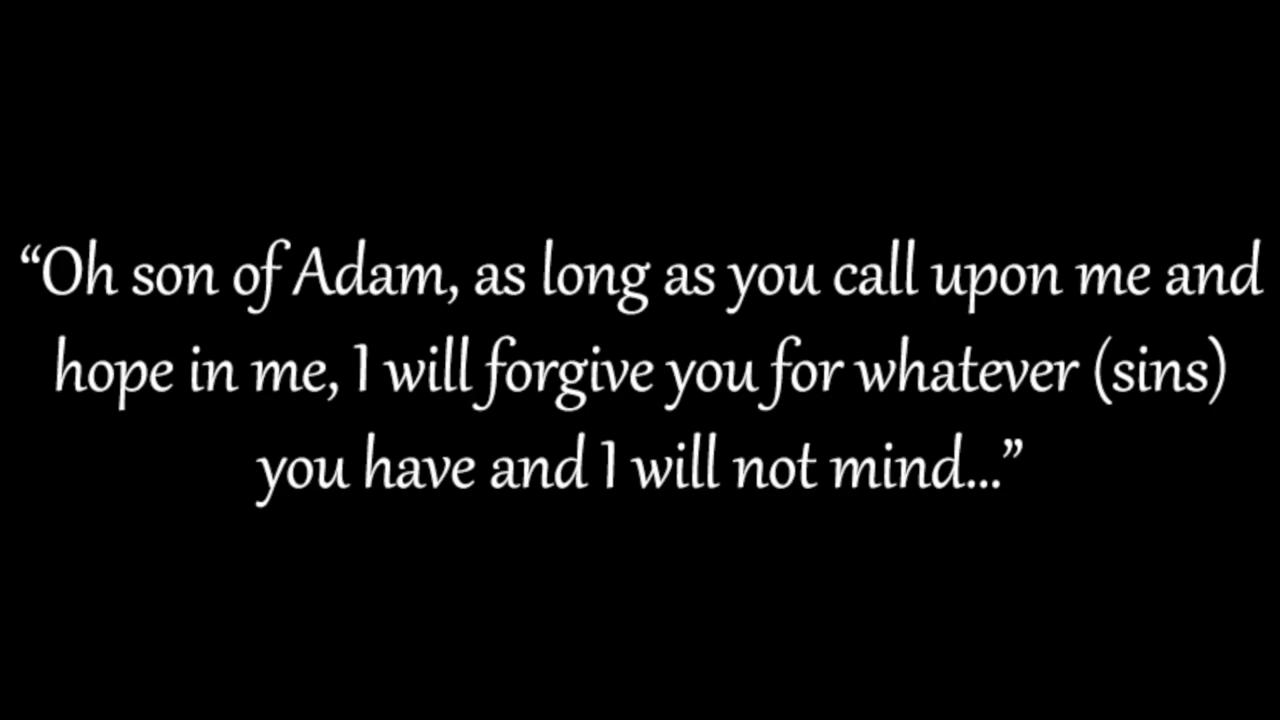 “Oh son of Adam, as long as you call upon me and
hope in me, I will forgive you for whatever (sins)
you have and I will not mind...”